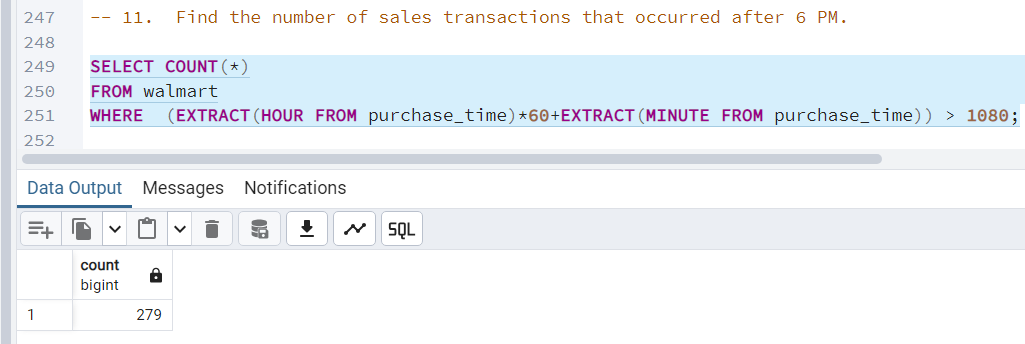 247 -- 11. Find the number of sales transactions that occurred after 6 PM.
248
249 SELECT COUNT(*)
250 FROM walmart
251 WHERE (EXTRACT(HOUR FROM purchase_time)*60+EXTRACT(MINUTE FROM purchase_time)) > 1080;
252
Data Output Messages Notifications
SQL
count
bigint
1 279